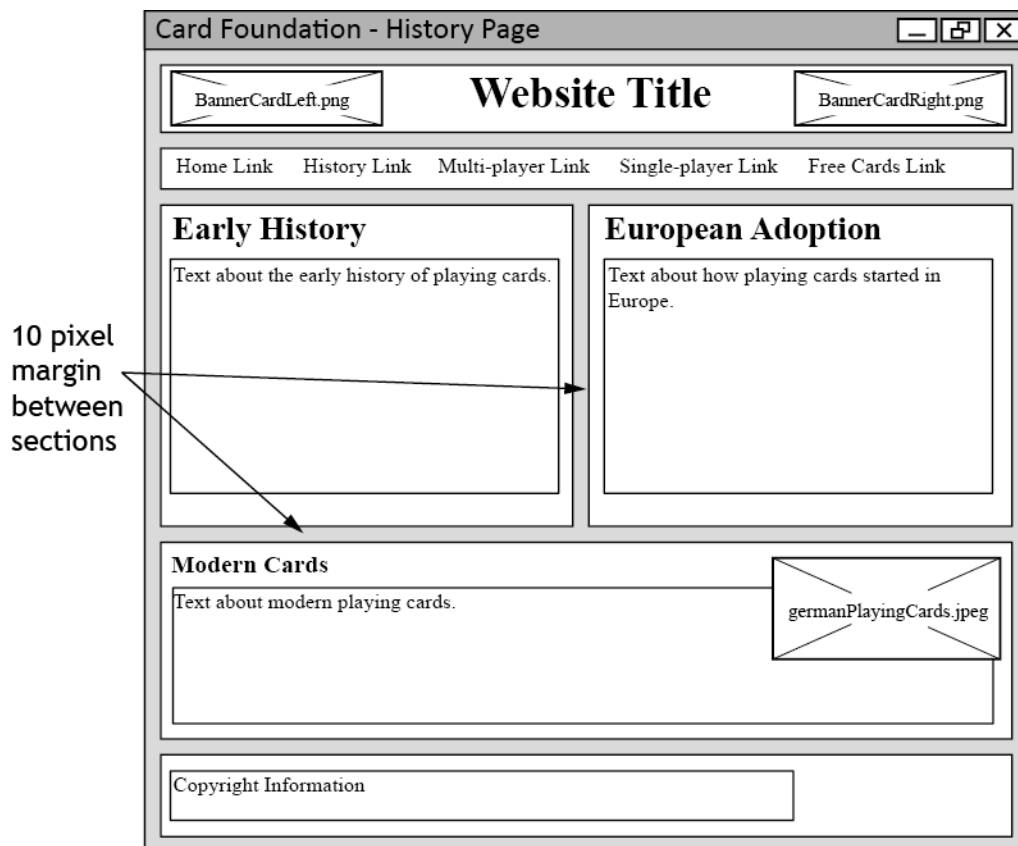 Card Foundation - History Page
BannerCardLeft.png
Website Title
BannerCardRight.png
Home Link
History Link
Multi-player Link
Single-player Link
Free Cards Link
Early History
Text about the early history of playing cards.
European Adoption
Text about how playing cards started in
Europe.
10 pixel
margin
between
sections
Modern Cards
Text about modern playing cards.
germanPlayingCards.jpeg
Copyright Information